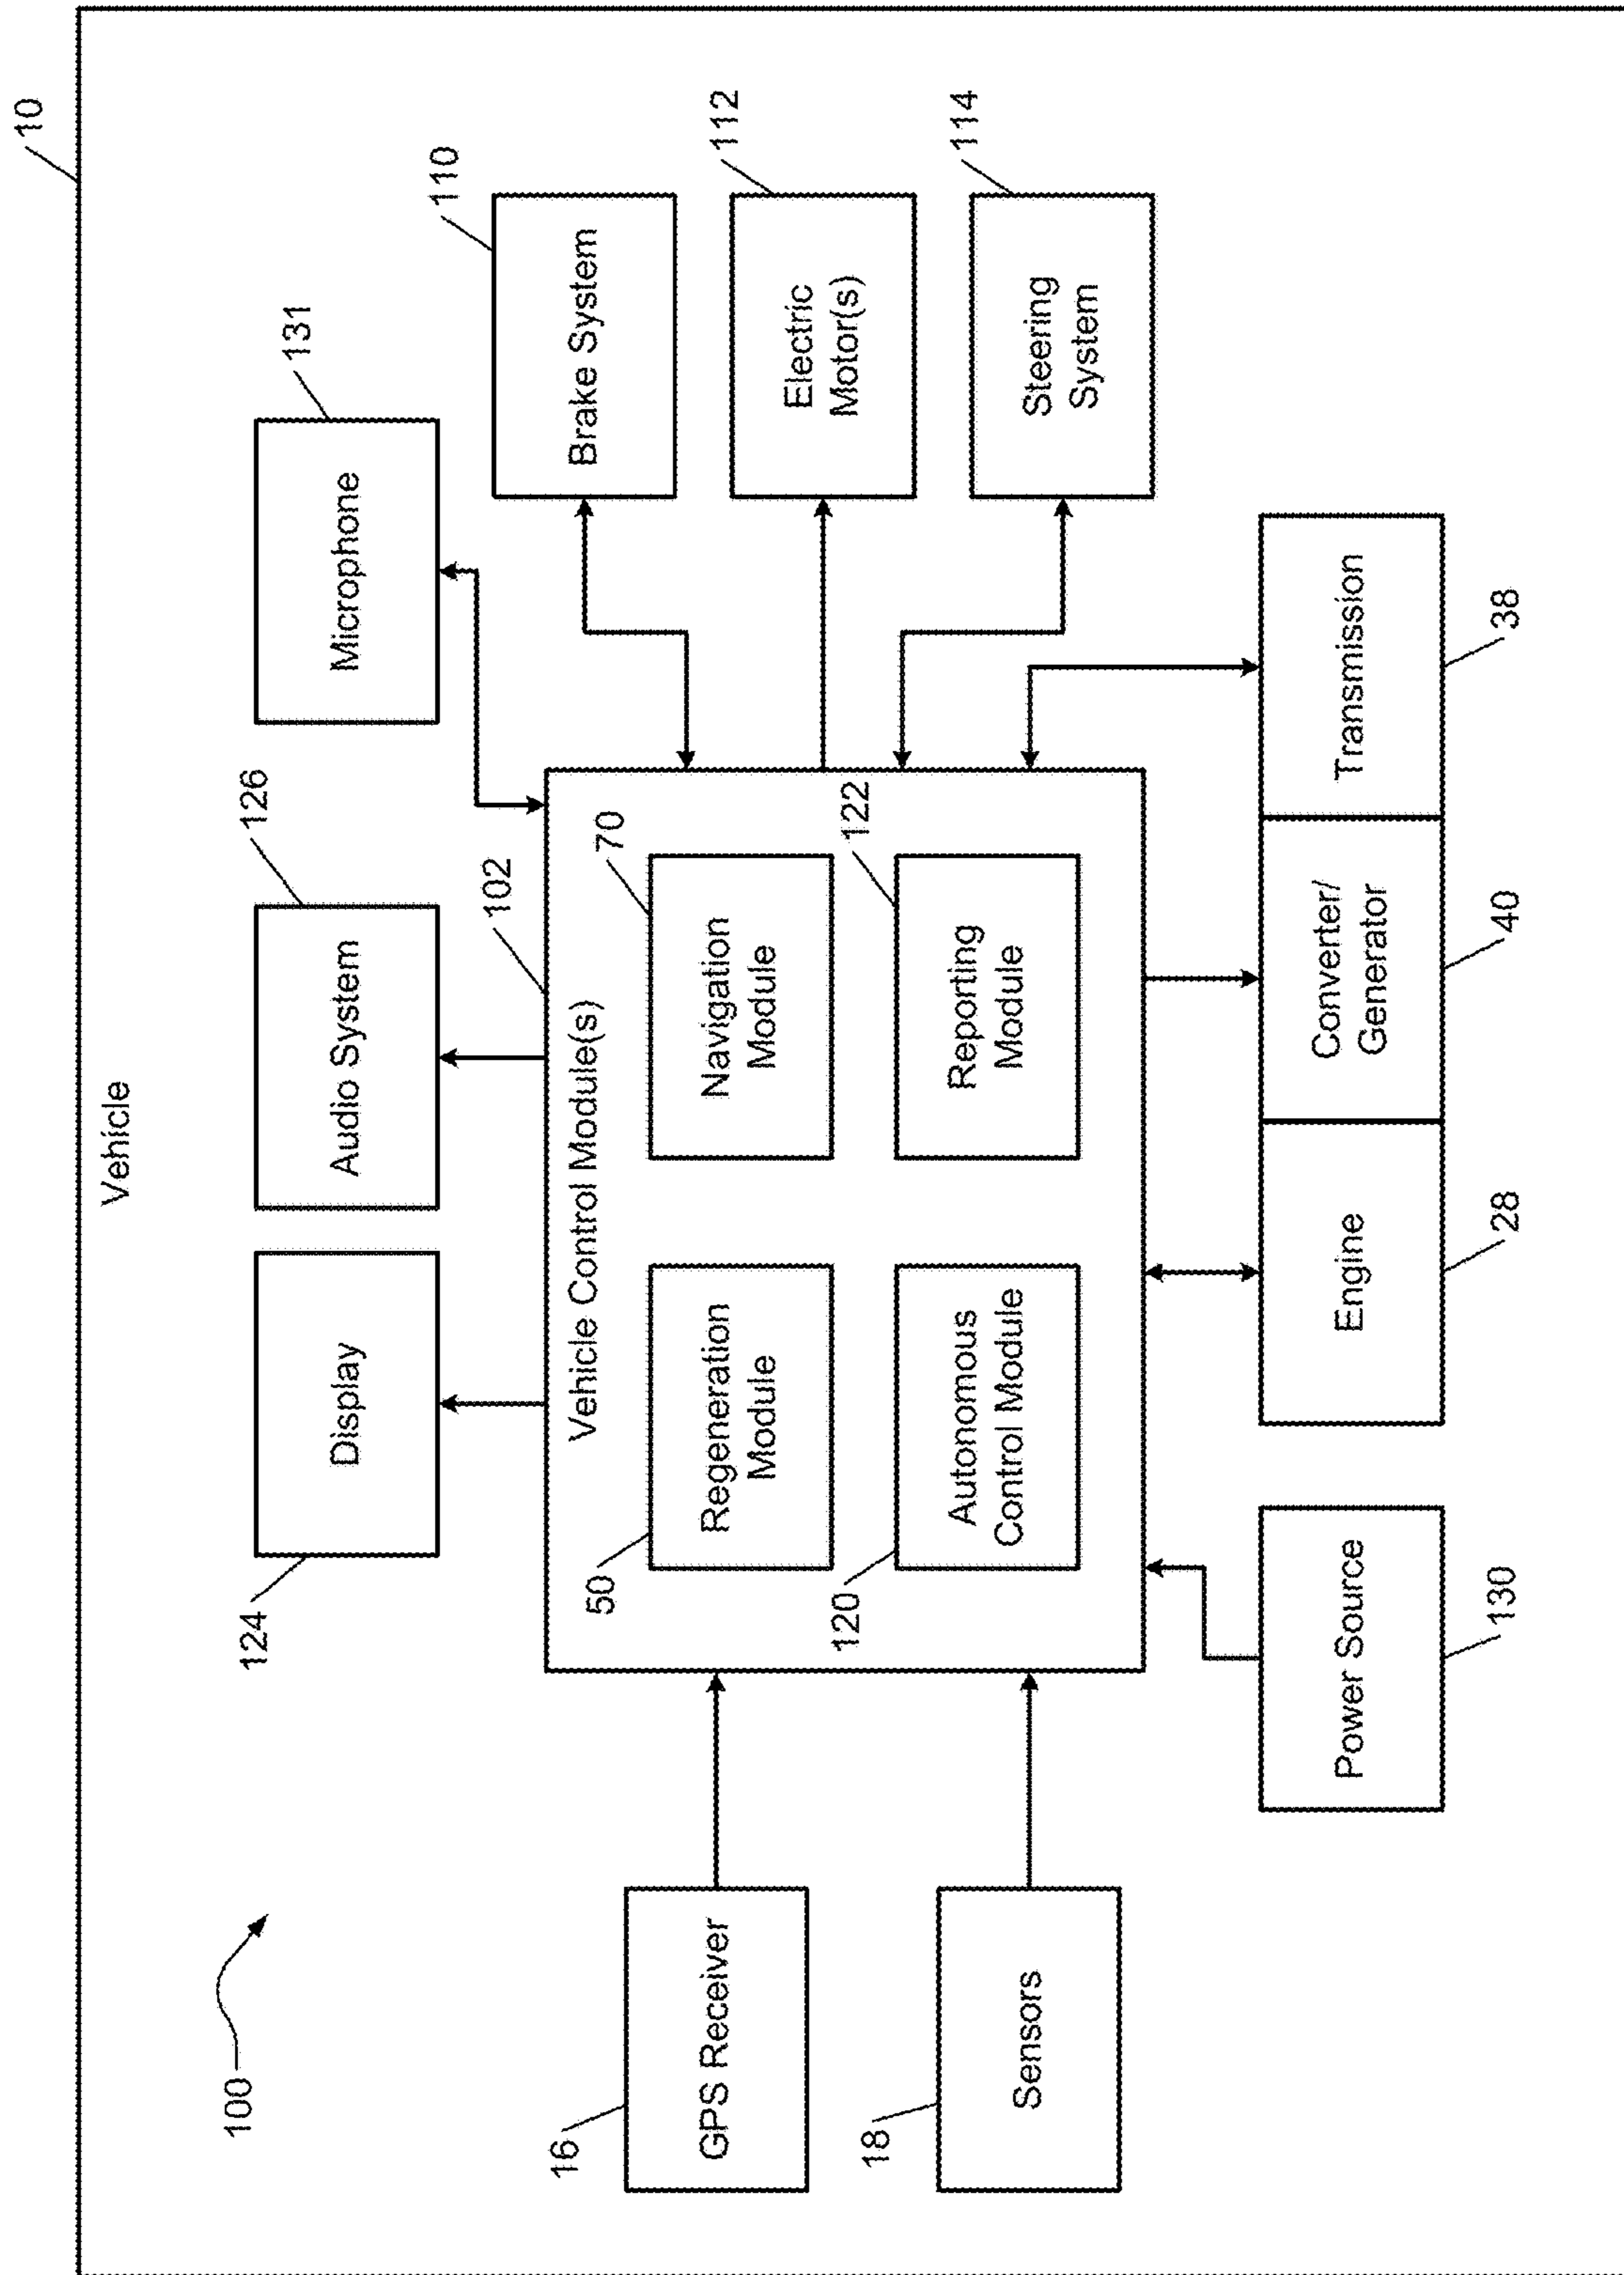 10
Vehicle
100
Display
124
Audio System
126
Microphone
131
Vehicle Control Module(s)
102
Regeneration
Module
50
Navigation
Module
70
Autonomous
Control Module
120
Reporting
Module
122
GPS Receiver
16
Sensors
18
Brake System
110
Electric
Motor(s)
112
Steering
System
114
Power Source
130
Engine
28
Converter/
Generator
40
Transmission
38